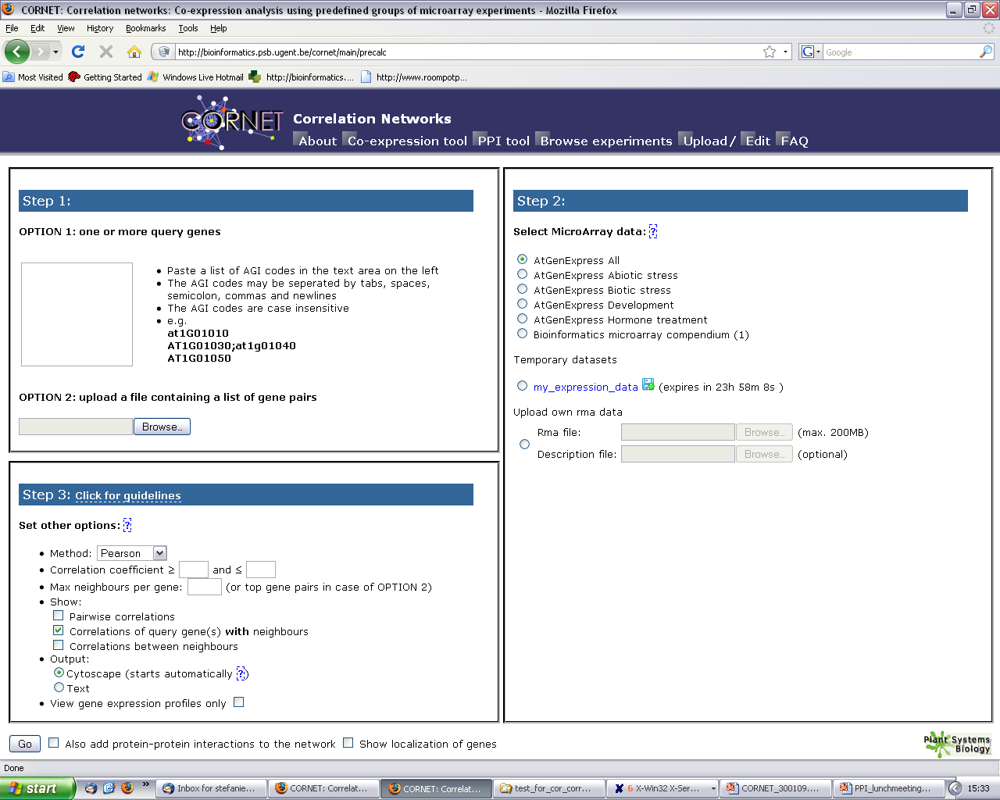 CORNET: Correlation networks: Co-expression analysis using predefined groups of microarray experiments - Mozilla Firefox
File Edit View History Bookmarks Tools Help
http://bioinformatics.psb.ugent.be/cornet/main/precalc
G Google
Most Visited Getting Started Windows Live Hotmail http://bioinformatics.... http://www.roompotp...
CORNET
Correlation Networks
About Co-expression tool PPI tool Browse experiments Upload/ Edit FAQ
Step 1:
OPTION 1: one or more query genes
• Paste a list of AGI codes in the text area on the left
• The AGI codes may be seperated by tabs, spaces,
semicolon, commas and newlines
• The AGI codes are case insensitive
• e.g.
at1G01010
AT1G01030;at1g01040
AT1G01050
OPTION 2: upload a file containing a list of gene pairs
Browse...
Step 2:
Select MicroArray data: ?
AtGenExpress All
AtGenExpress Abiotic stress
AtGenExpress Biotic stress
AtGenExpress Development
AtGenExpress Hormone treatment
Bioinformatics microarray compendium (1)
Temporary datasets
my_expression_data (expires in 23h 58m 8s )
Upload own rma data
Rma file: Browse... (max. 200MB)
Description file: Browse... (optional)
Step 3: Click for guidelines
Set other options: ?
• Method: Pearson
• Correlation coefficient ≥ and ≤
• Max neighbours per gene: (or top gene pairs in case of OPTION 2)
• Show:
Pairwise correlations
Correlations of query gene(s) with neighbours
Correlations between neighbours
• Output:
Cytoscape (starts automatically ?)
Text
• View gene expression profiles only
Go Also add protein-protein interactions to the network Show localization of genes
Plant Systems
Biology
Done
start » Inbox for stefanie... CORNET: Correlat... CORNET: Correlat... test_for_cor_corr... 6 X-Win32 X-Ser... CORNET_300109... PPI_lunchmeeting... 15:33